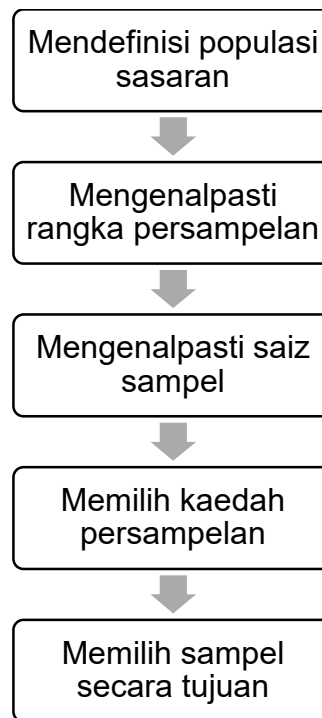 Mendefinisi populasi
sasaran
Mengenalpasti
rangka persampelan
Mengenalpasti saiz
sampel
Memilih kaedah
persampelan
Memilih sampel
secara tujuan